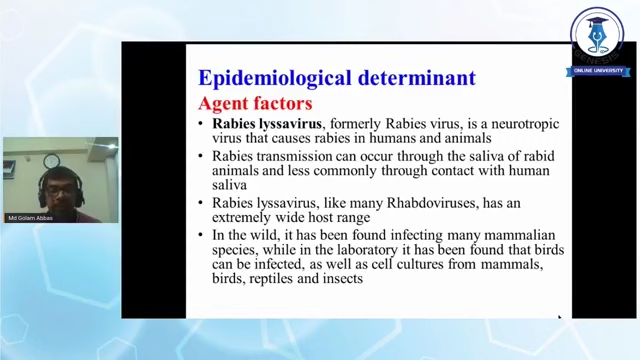 GENESIS
ONLINE UNIVERSITY
Epidemiological determinant
Agent factors
• Rabies lyssavirus, formerly Rabies virus, is a neurotropic
virus that causes rabies in humans and animals
• Rabies transmission can occur through the saliva of rabid
animals and less commonly through contact with human
saliva
• Rabies lyssavirus, like many Rhabdoviruses, has an
extremely wide host range
• In the wild, it has been found infecting many mammalian
species, while in the laboratory it has been found that birds
can be infected, as well as cell cultures from mammals,
birds, reptiles and insects
Md Golam Abbas